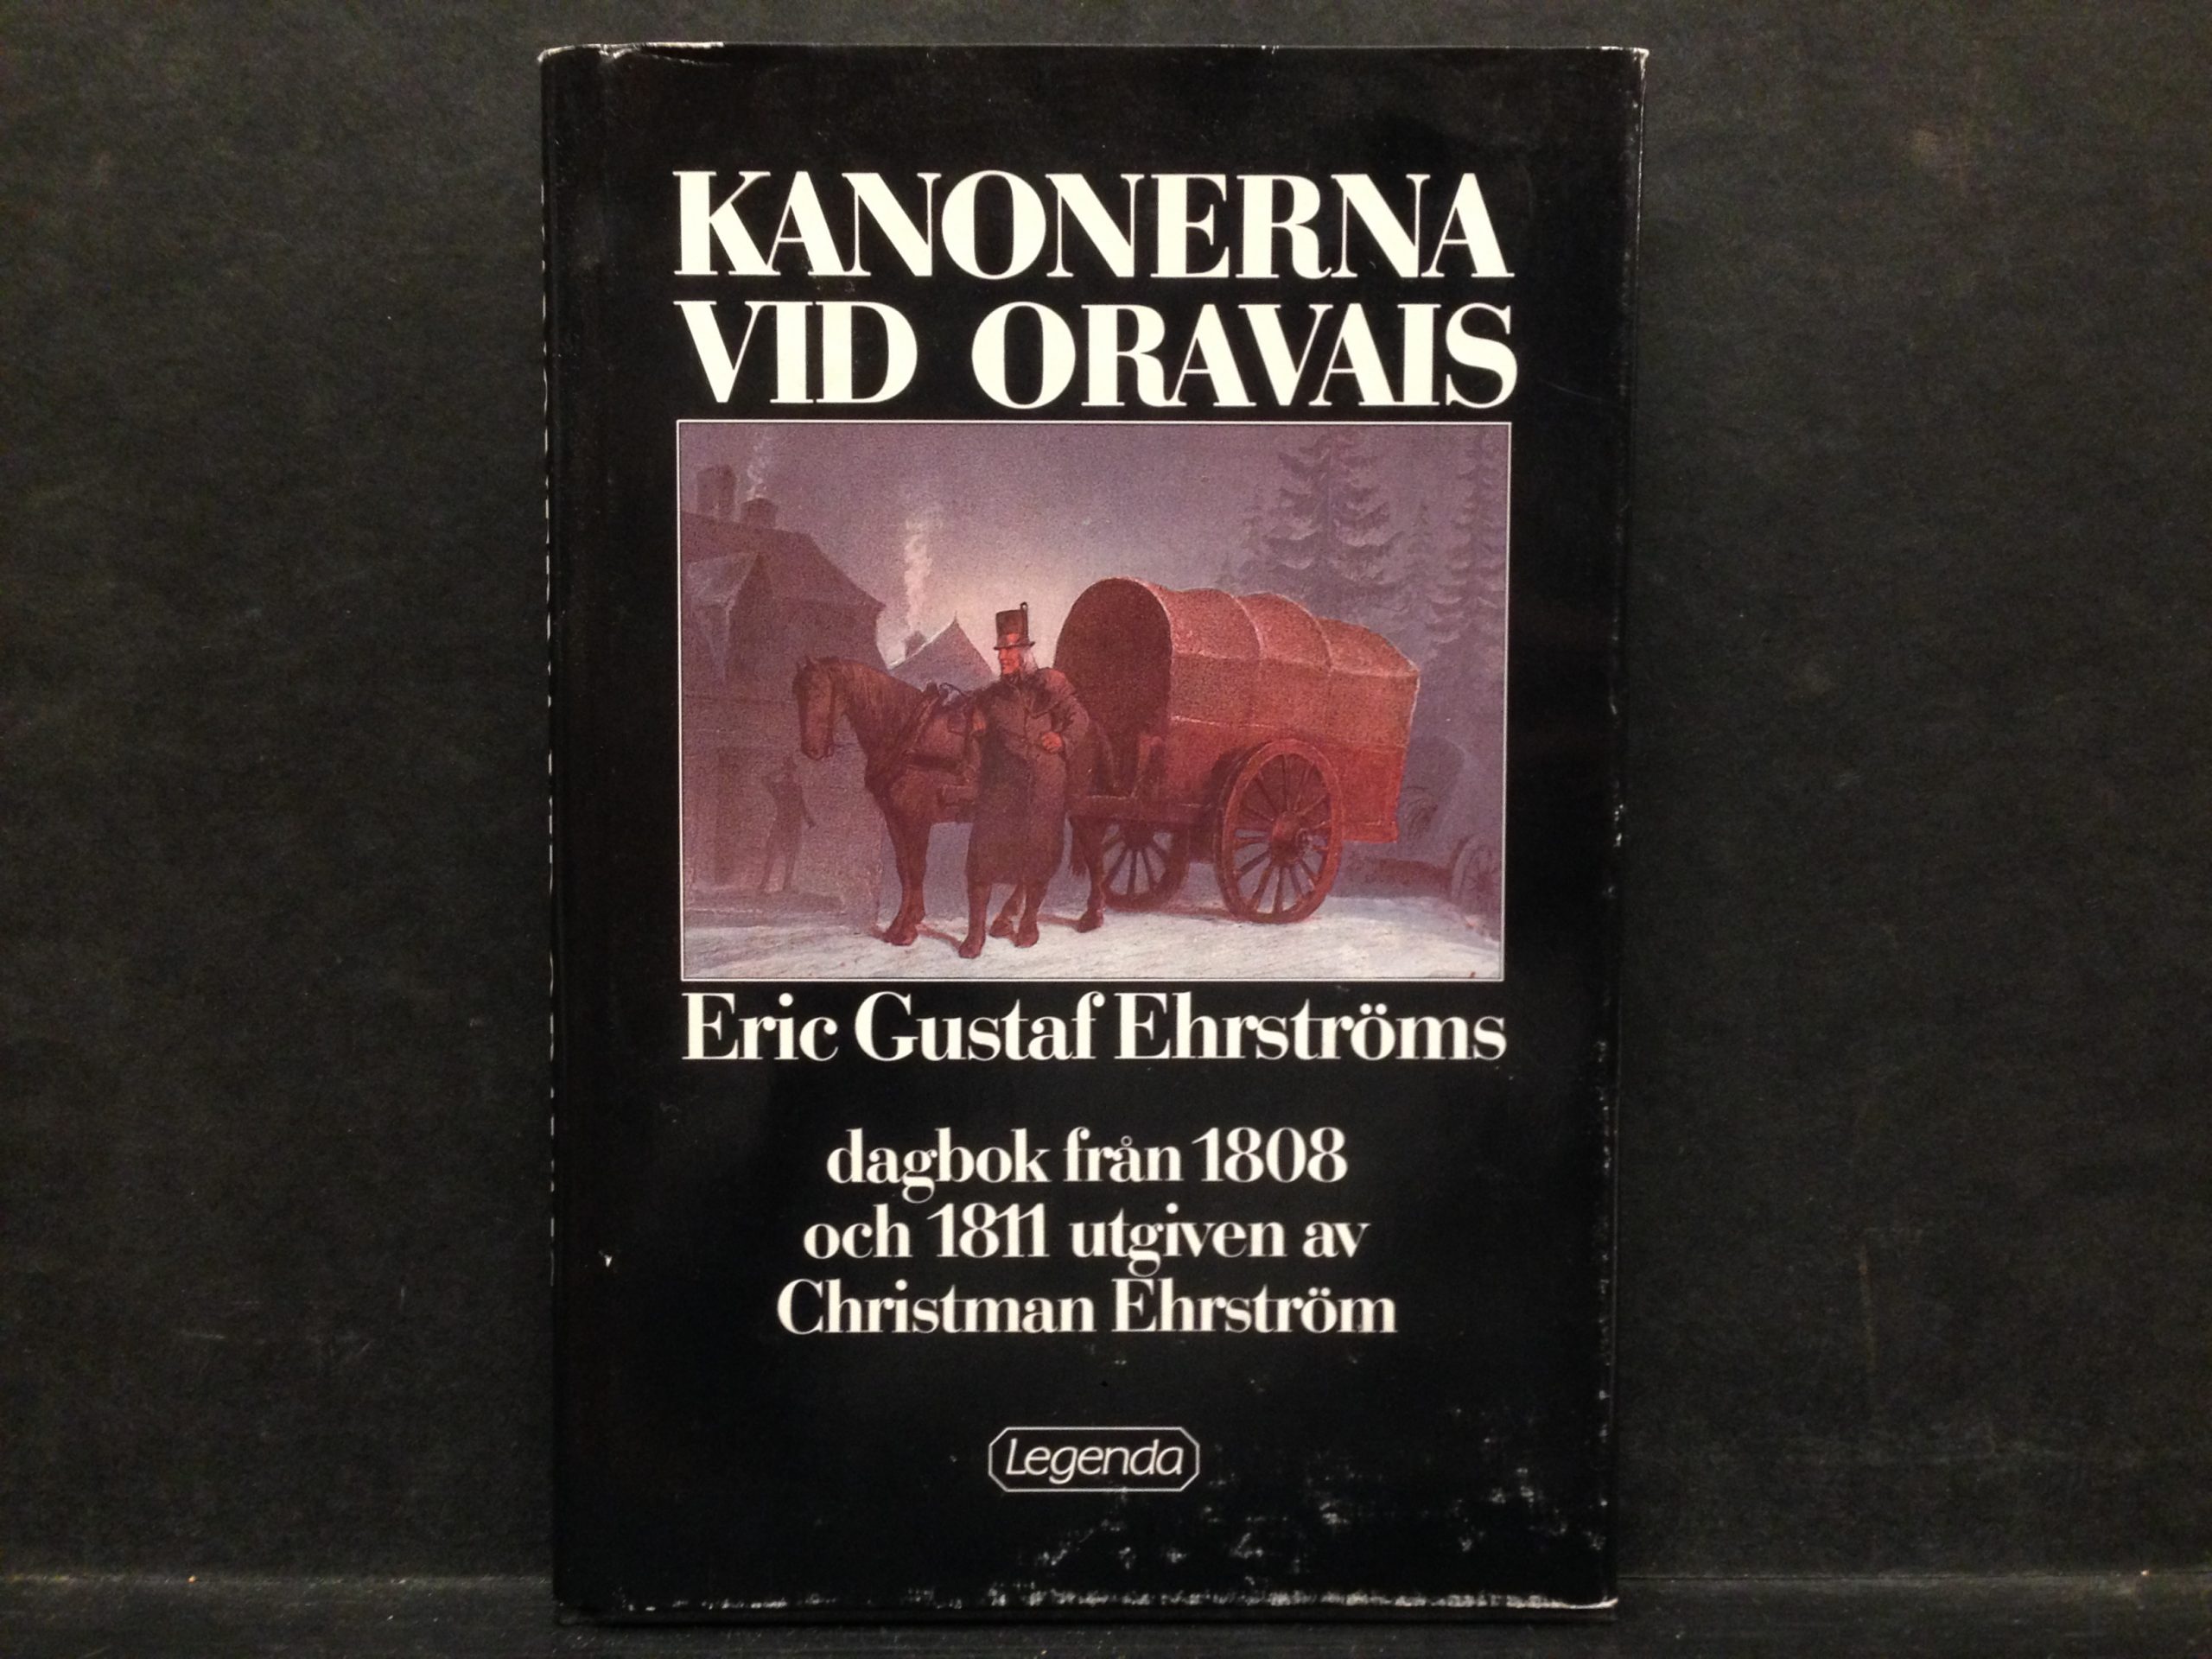 KANONERNA
VID ORAVAIS
Eric Gustaf Ehrströms
dagbok från 1808
och 1811 utgiven av
Christman Ehrström
Legenda